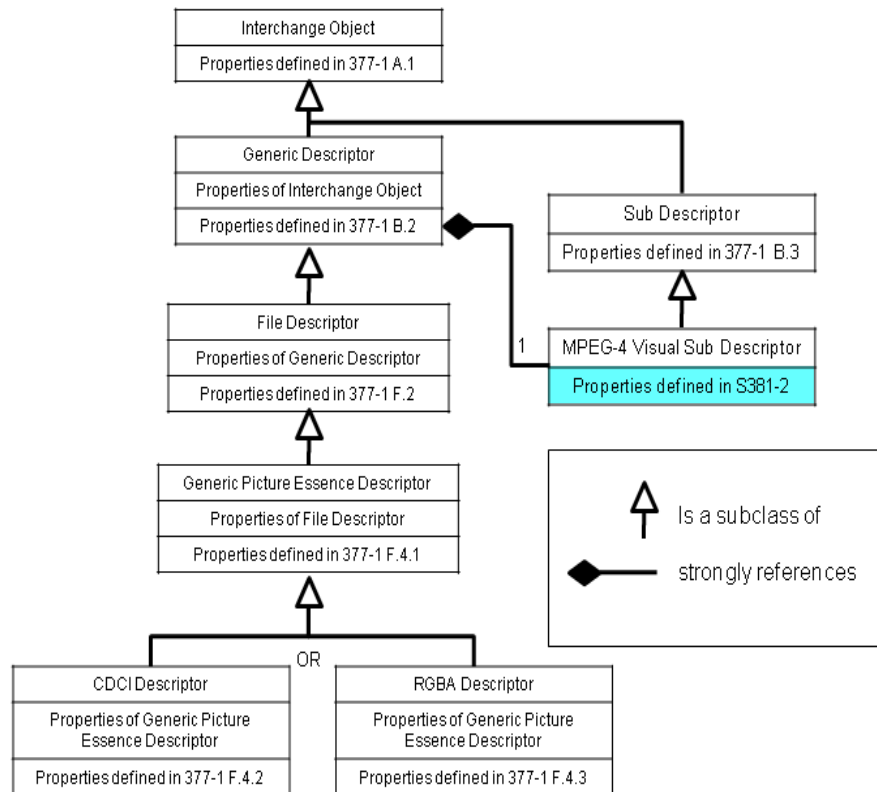 Interchange Object
Properties defined in 377-1 A.1
Generic Descriptor
Properties of Interchange Object
Properties defined in 377-1 B.2
Sub Descriptor
Properties defined in 377-1 B.3
File Descriptor
Properties of Generic Descriptor
Properties defined in 377-1 F.2
1
MPEG-4 Visual Sub Descriptor
Properties defined in S381-2
Generic Picture Essence Descriptor
Properties of File Descriptor
Properties defined in 377-1 F.4.1
Is a subclass of
strongly references
OR
CDCI Descriptor
Properties of Generic Picture
Essence Descriptor
Properties defined in 377-1 F.4.2
RGBA Descriptor
Properties of Generic Picture
Essence Descriptor
Properties defined in 377-1 F.4.3